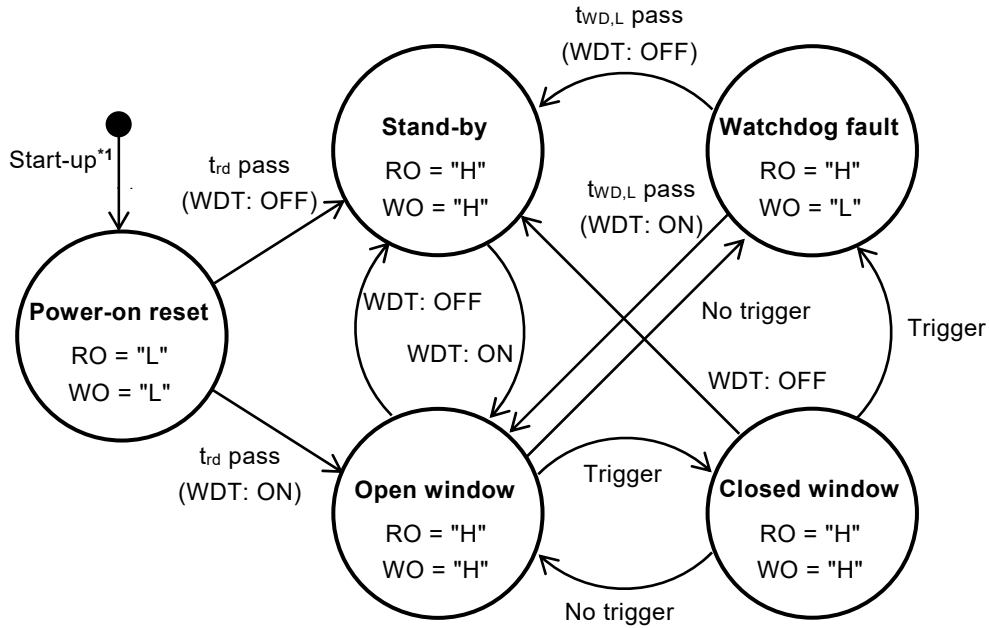 tWD,L pass
(WDT: OFF)
Stand-by
RO = "H"
WO = "H"
Watchdog fault
RO = "H"
WO = "L"
Start-up*1
trd pass
(WDT: OFF)
tWD,L pass
(WDT: ON)
Power-on reset
RO = "L"
WO = "L"
WDT: OFF
WDT: ON
No trigger
Trigger
WDT: OFF
trd pass
(WDT: ON)
Open window
RO = "H"
WO = "H"
Trigger
Closed window
RO = "H"
WO = "H"
No trigger